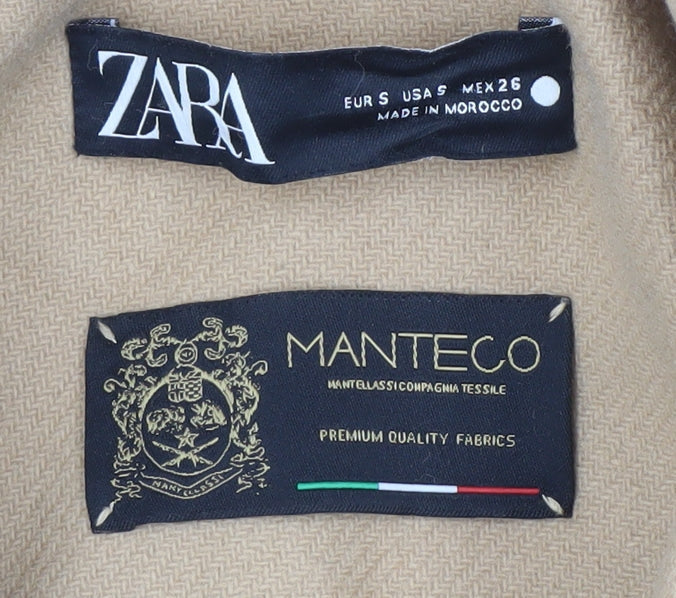 ZARA
EUR S USA S MEX 26
MADE IN MOROCCO
MANTECO
MANTELLASSI COMPAGNIA TESSILE
PREMIUM QUALITY FABRICS
MANTELLASSI